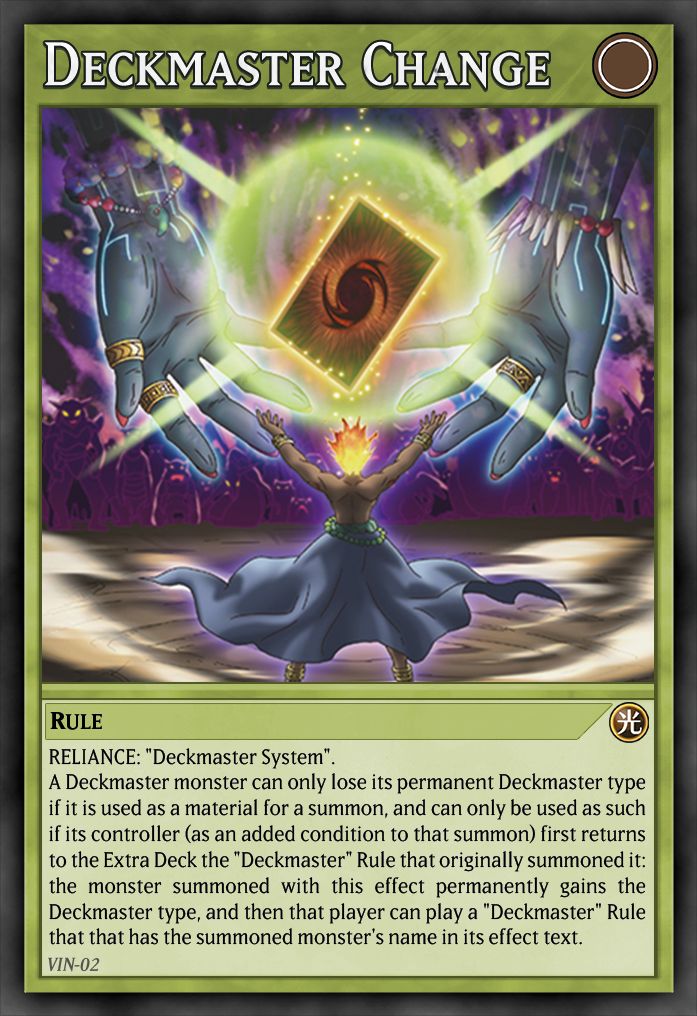 Deckmaster Change
Rule
光
RELIANCE: "Deckmaster System".
A Deckmaster monster can only lose its permanent Deckmaster type
if it is used as a material for a summon, and can only be used as such
if its controller (as an added condition to that summon) first returns
to the Extra Deck the "Deckmaster" Rule that originally summoned it:
the monster summoned with this effect permanently gains the
Deckmaster type, and then that player can play a "Deckmaster" Rule
that that has the summoned monster's name in its effect text.
VIN-02